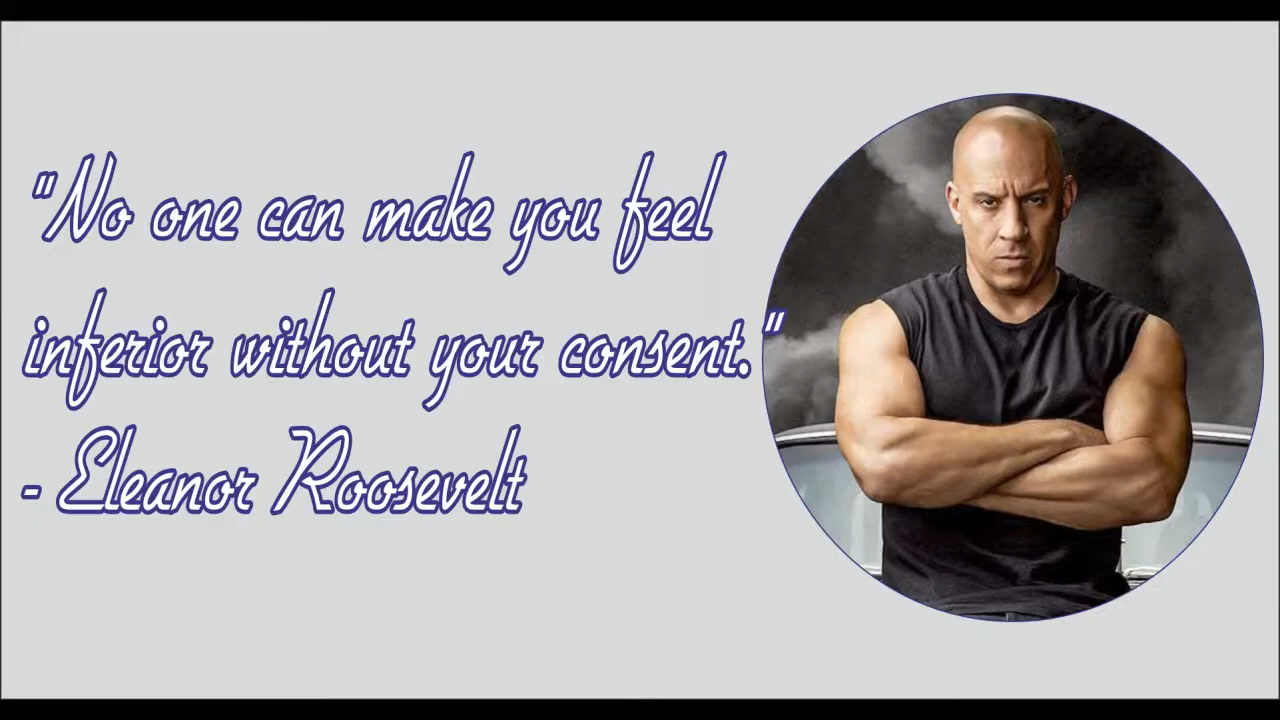 "No one can make you feel
inferior without your consent."
- Eleanor Roosevelt